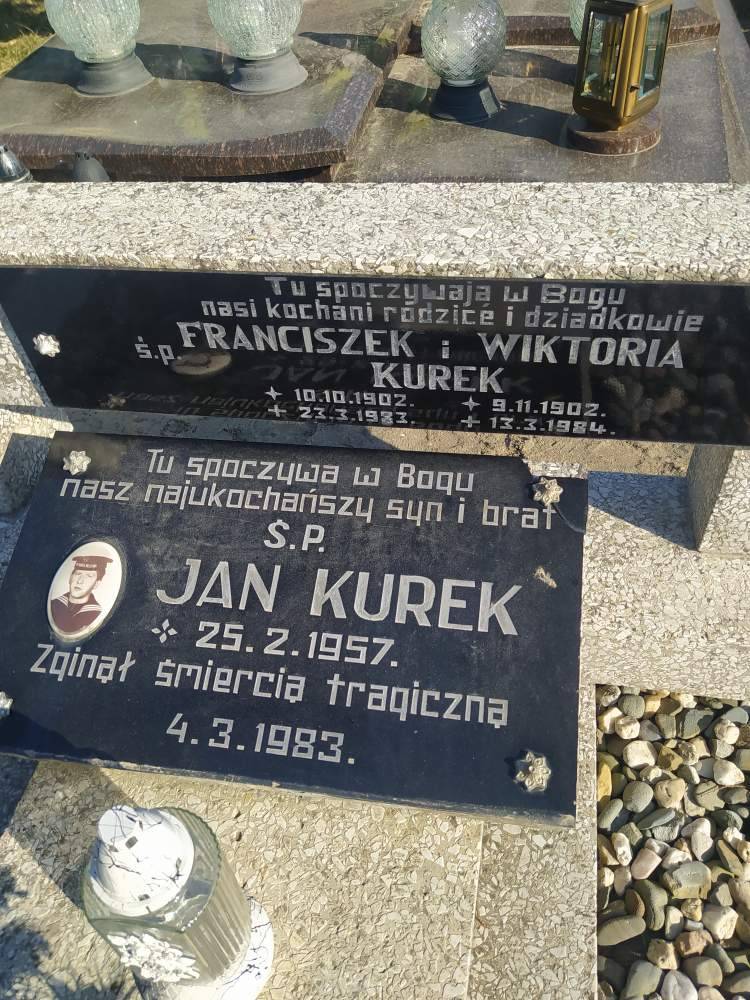 Tu spoczywają w Bogu
nasi kochani rodzice i dziadkowie
ś.p. FRANCISZEK i WIKTORIA
KUREK
10.10.1902. 9.11.1902.
+ 23.3.1983. + 13.3.1984.
Tu spoczywa w Bogu
nasz najukochańszy syn i brat
Ś.P.
JAN KUREK
25.2.1957.
Zginął śmiercią tragiczną
4.3.1983.